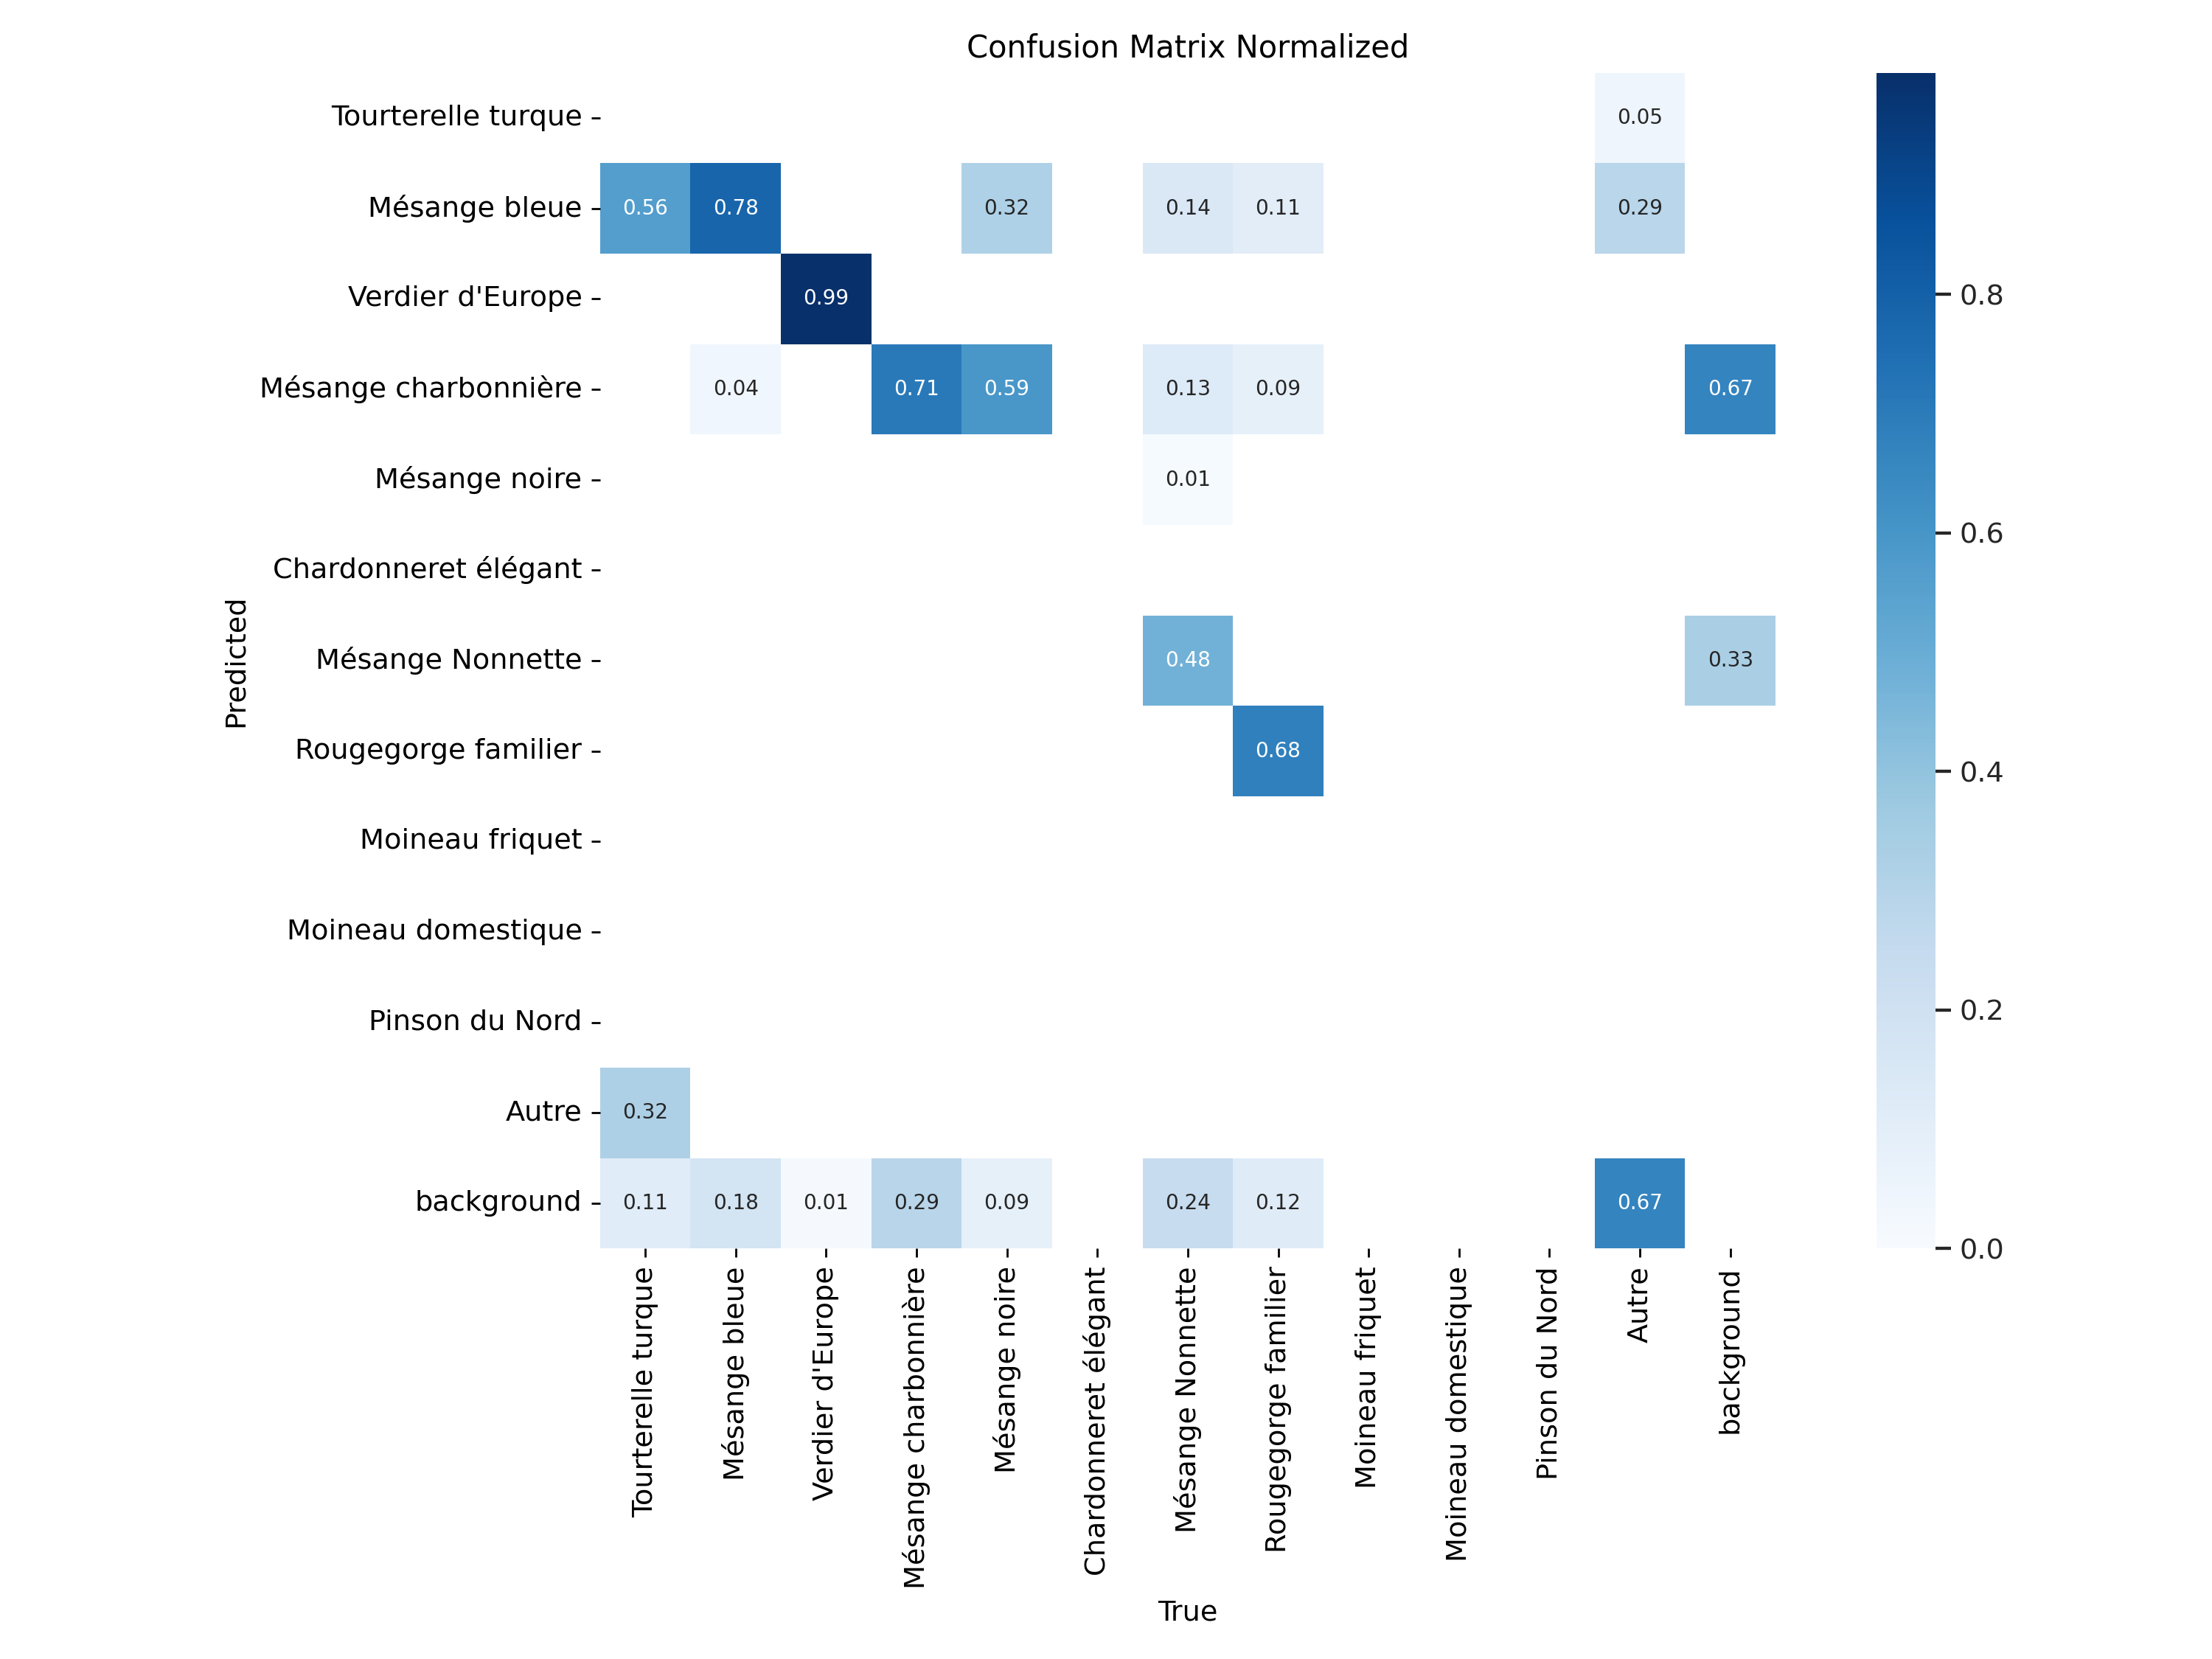 Confusion Matrix Normalized
Tourterelle turque
0.05
Mésange bleue
0.56 0.78 0.32 0.14 0.11 0.29
Verdier d'Europe
0.99
0.8
Mésange charbonnière
0.04 0.71 0.59 0.13 0.09 0.67
Mésange noire
0.01
0.6
Chardonneret élégant
Mésange Nonnette
0.48 0.33
Predicted
Rougegorge familier
0.68
0.4
Moineau friquet
Moineau domestique
Pinson du Nord
0.2
Autre
0.32
background
0.11 0.18 0.01 0.29 0.09 0.24 0.12 0.67
0.0
Tourterelle turque
Mésange bleue
Verdier d'Europe
Mésange charbonnière
Mésange noire
Chardonneret élégant
Mésange Nonnette
Rougegorge familier
Moineau friquet
Moineau domestique
Pinson du Nord
Autre
background
True